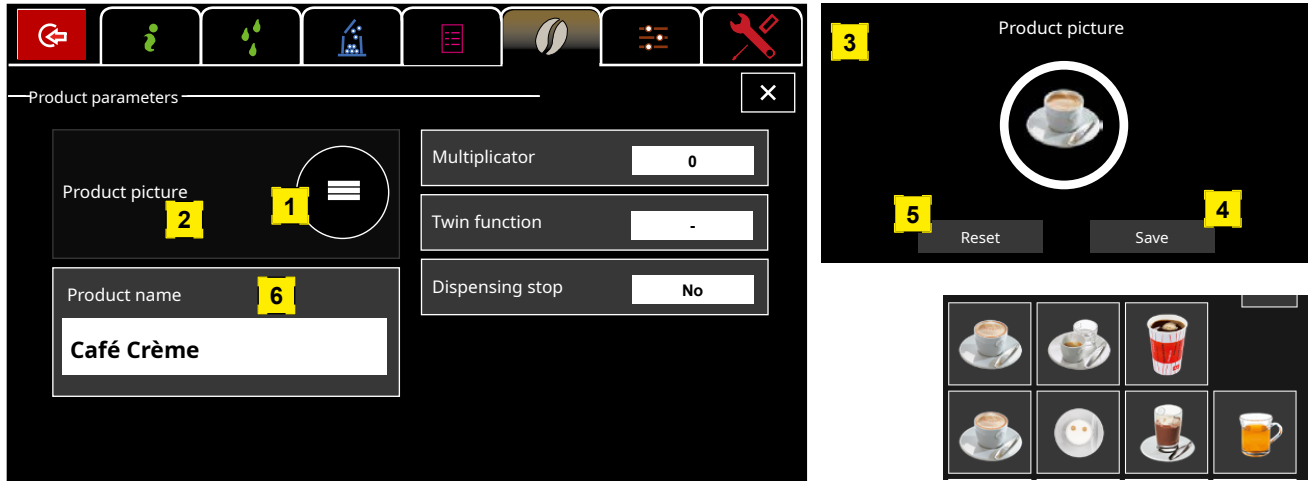 Product parameters
Product picture
2
1
Product name
6
Café Crème
Multiplicator
0
Twin function
-
Dispensing stop
No
3
Product picture
5
4
Reset
Save